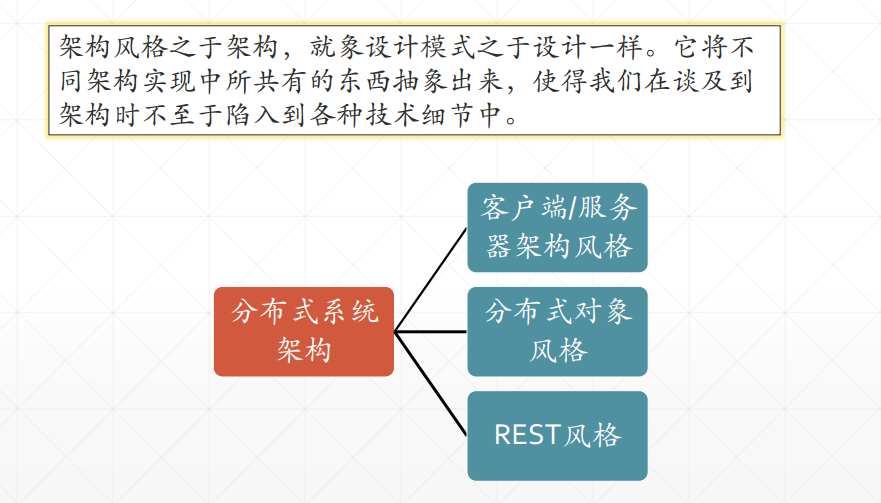 架构风格之于架构，就象设计模式之于设计一样。它将不
同架构实现中所共有的东西抽象出来，使得我们在谈及到
架构时不至于陷入到各种技术细节中。
分布式系统
架构
客户端/服务
器架构风格
分布式对象
风格
REST风格